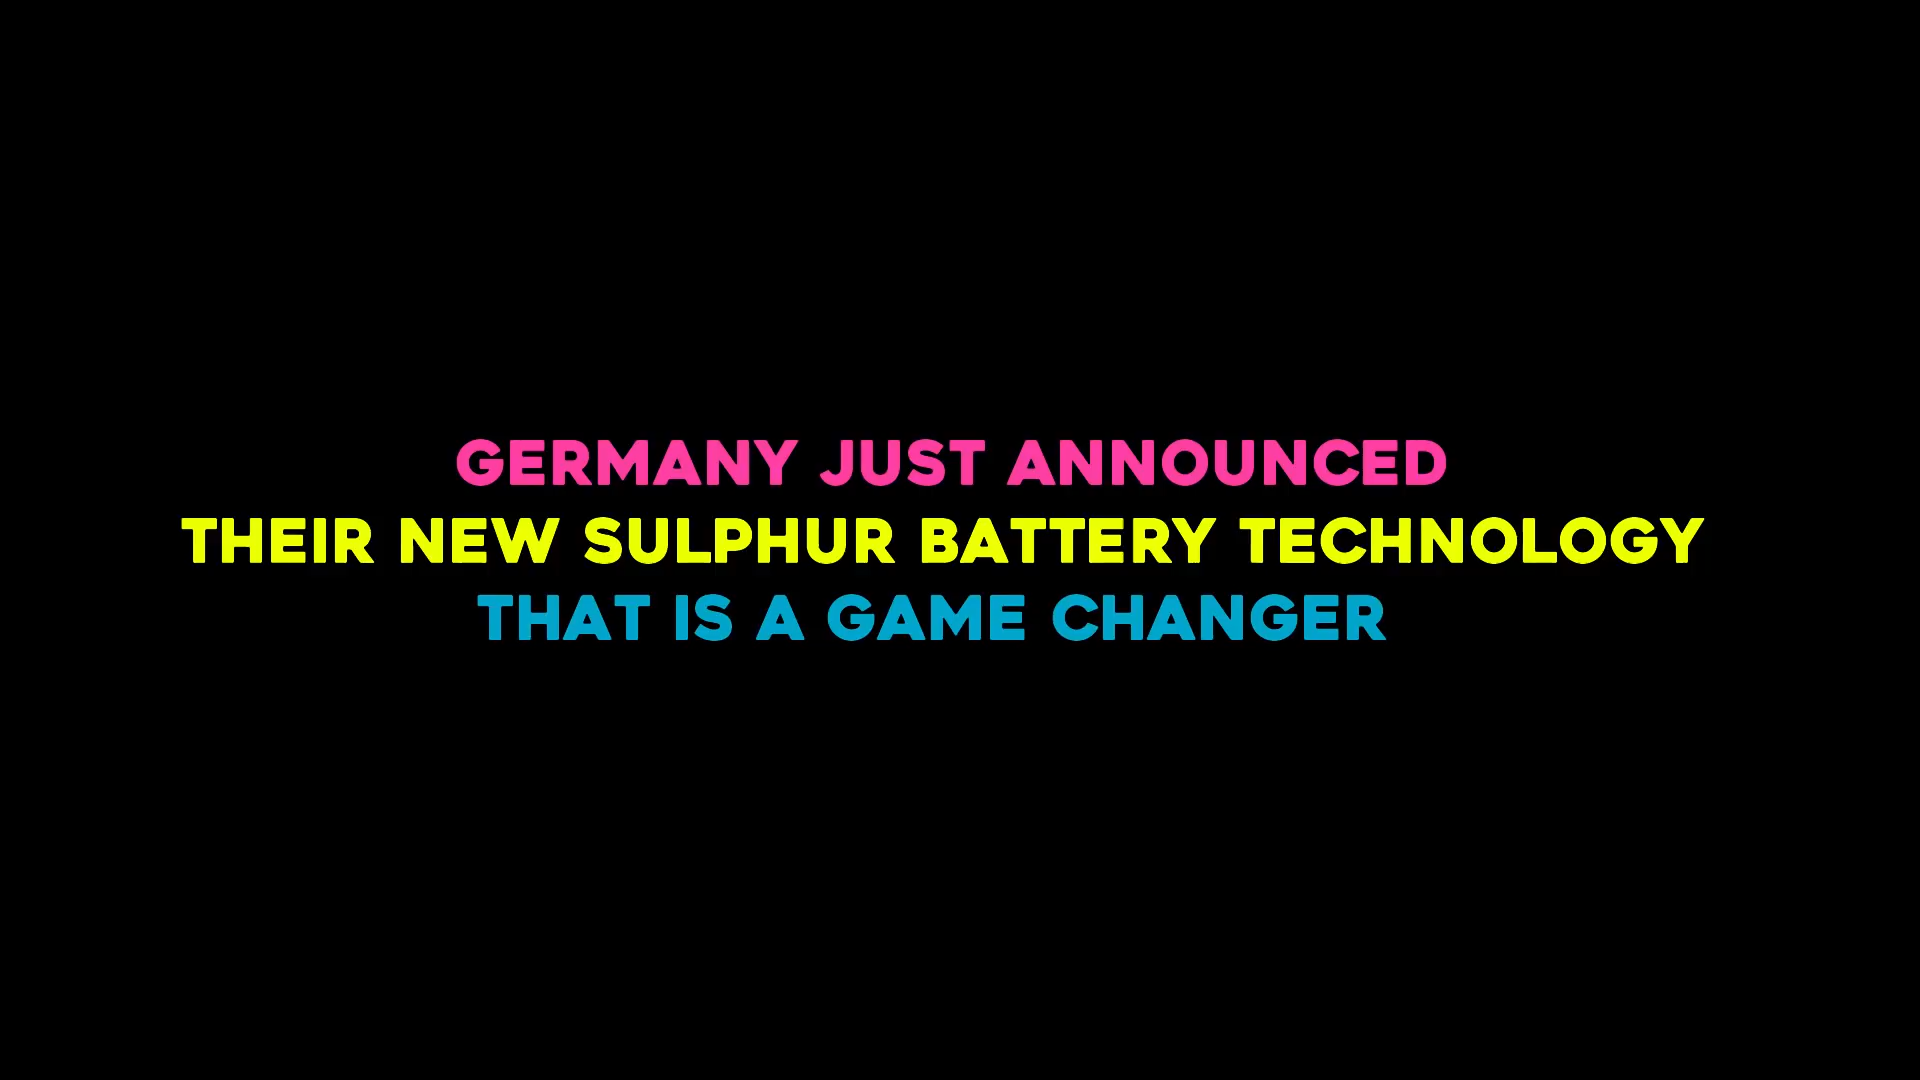 GERMANY JUST ANNOUNCED
THEIR NEW SULPHUR BATTERY TECHNOLOGY
THAT IS A GAME CHANGER